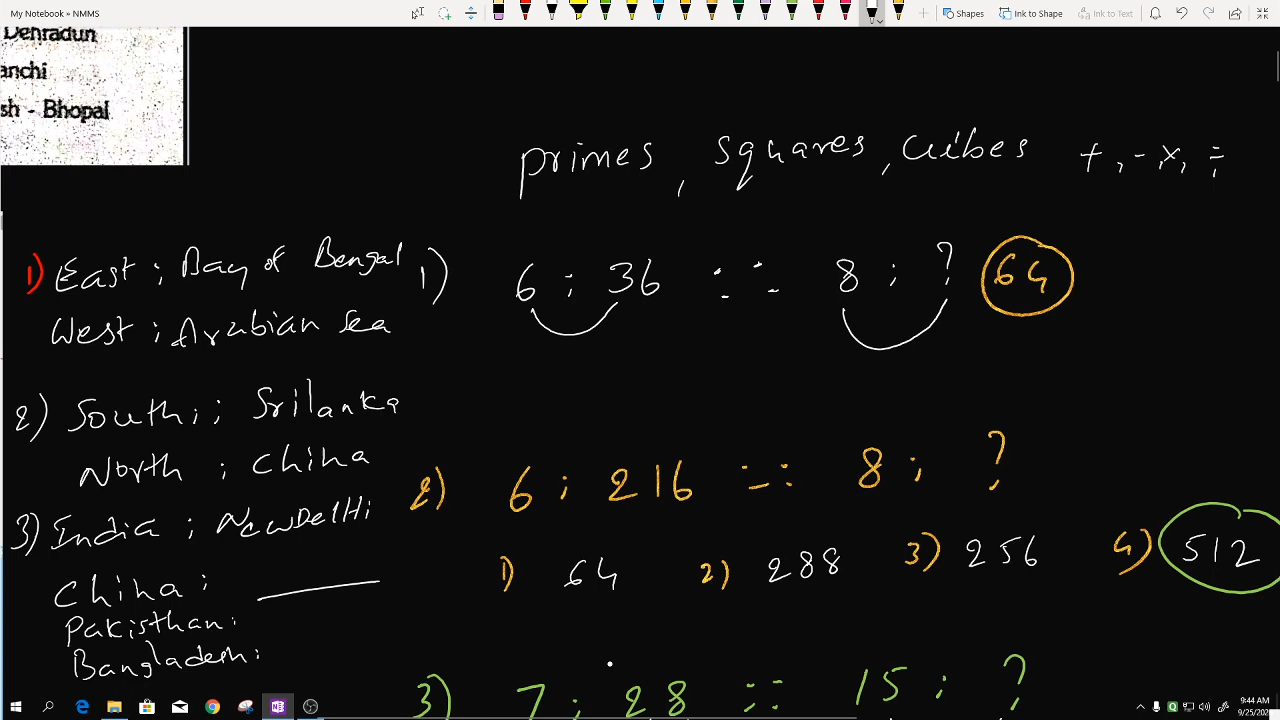 My Notebook » NMMS
Shapes
Ink to Shape
Ink to Text
Dehradun
anchi
sh - Bhopal
primes, squares, cubes +, - x, ÷
1) East ; Bay of Bengal
West ; Arabian Sea
2) South ; Srilanka
North ; China
3) India ; NewDelHi
China ;
Pakisthan :
Bangladesh :
1) 6 ; 36 :: 8 ; ? 64
2) 6 ; 216 :: 8 ; ?
1) 64 2) 288 3) 256 4) 512
3) 7 ; 28 :: 15 ; ?
9:44 AM